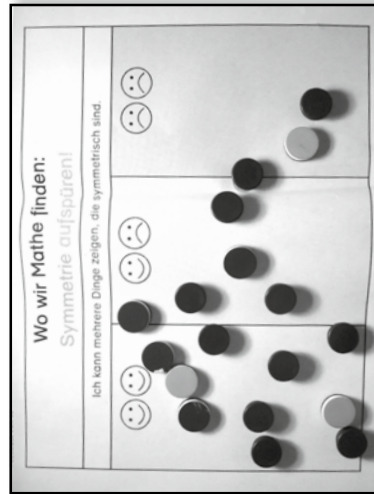 Wo wir Mathe finden:
Symmetrie aufspüren!
Ich kann mehrere Dinge zeigen, die symmetrisch sind.